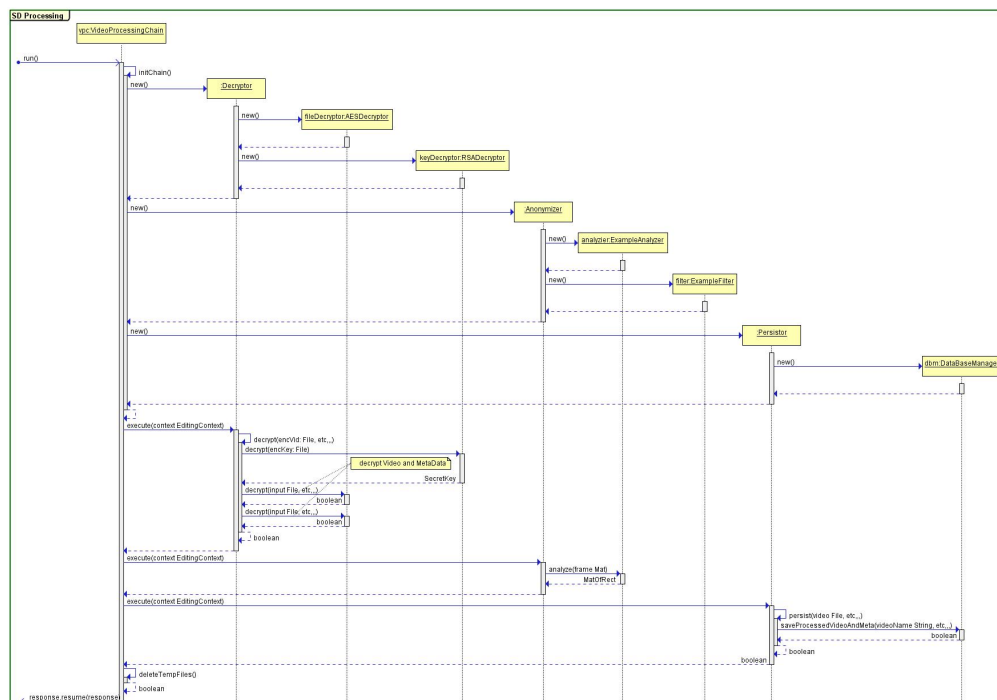 SD Processing
vpc:VideoProcessingChain
run()
initChain()
new()
:Decryptor
new()
fileDecryptor:AESDecryptor
new()
keyDecryptor:RSADecryptor
new()
:Anonymizer
new()
analyzler:ExampleAnalyzer
new()
filter:ExampleFilter
new()
:Persistor
new()
dbm:DataBaseManage
execute(context EditingContext)
decrypt(encVid: File, etc,,,)
decrypt(encKey: File)
decrypt Video and MetaData
SecretKey
decrypt(input File, etc,,,)
boolean
decrypt(input File, etc,,,)
boolean
boolean
execute(context EditingContext)
analyze(frame Mat)
MatOfRect
execute(context EditingContext)
persist(video File, etc,,,)
saveProcessedVideoAndMeta(videoName String, etc,,,)
boolean
boolean
boolean
deleteTempFiles()
boolean
response.resume(response)